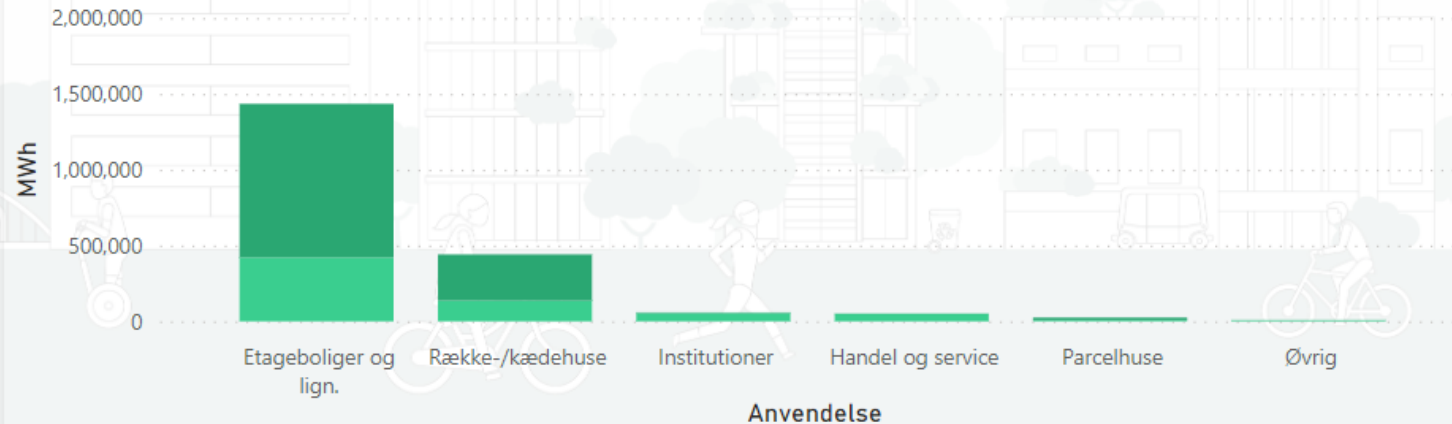 2,000,000
1,500,000
1,000,000
500,000
0
MWh
Etageboliger og
lign.
Række-/kædehuse
Institutioner
Handel og service
Parcelhuse
Øvrig
Anvendelse